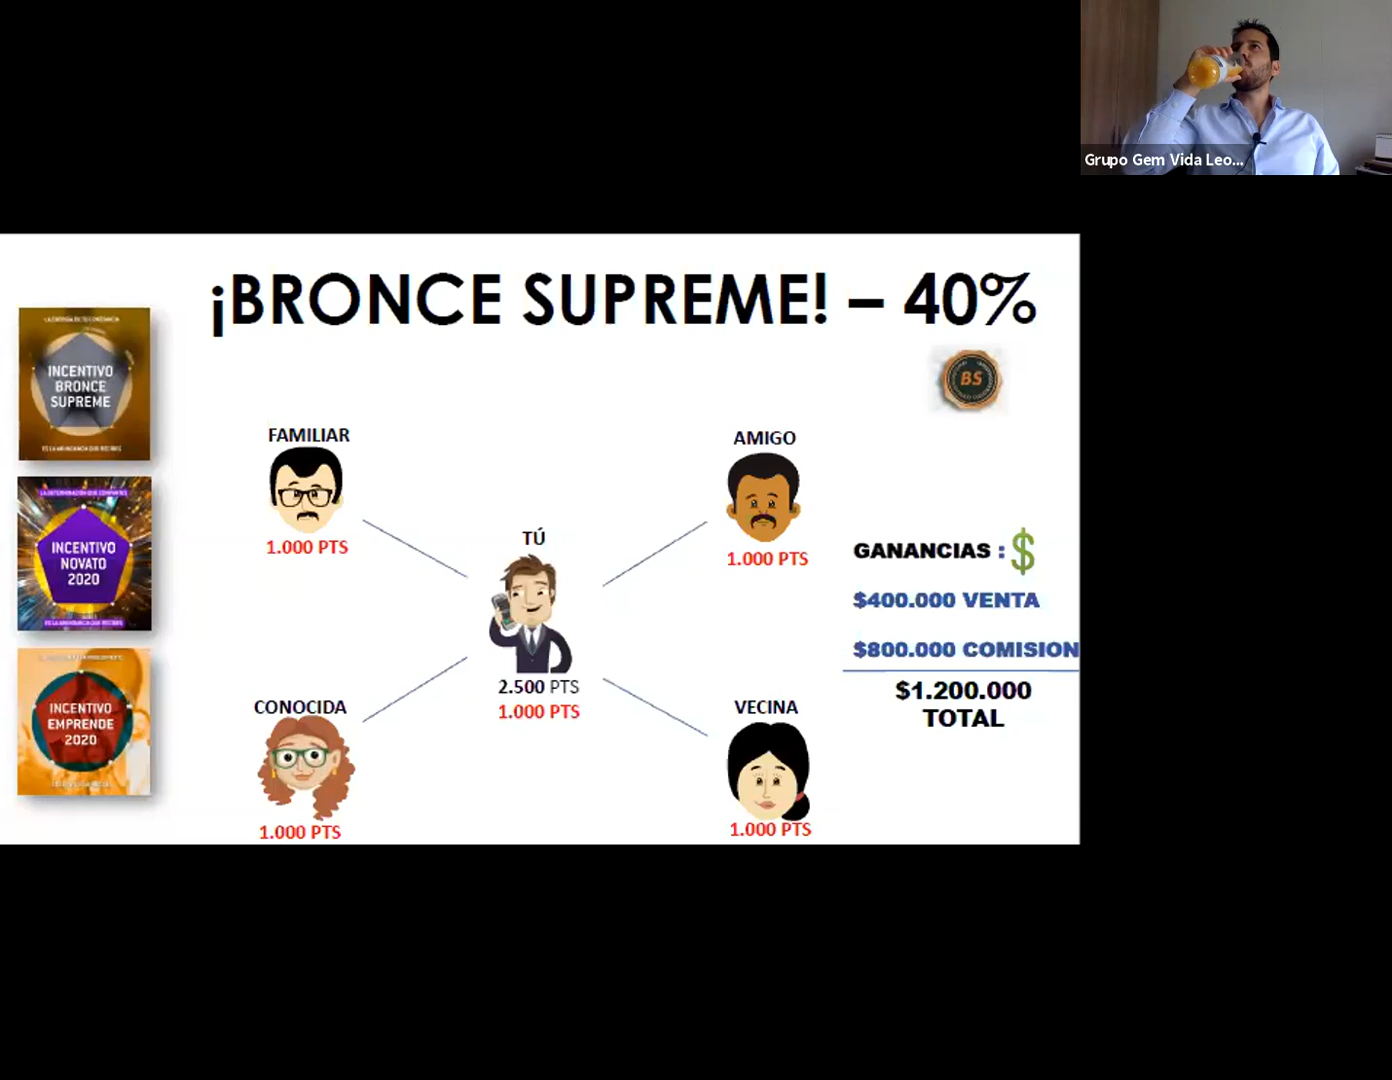 Grupo Gem Vida Leo...
¡BRONCE SUPREME! – 40%
INCENTIVO
BRONCE
SUPREME
INCENTIVO
NOVATO
2020
INCENTIVO
EMPRENDE
2020
BS
FAMILIAR
1.000 PTS
AMIGO
1.000 PTS
TÚ
2.500 PTS
1.000 PTS
CONOCIDA
1.000 PTS
VECINA
1.000 PTS
GANANCIAS : $
$400.000 VENTA
$800.000 COMISION
$1.200.000
TOTAL